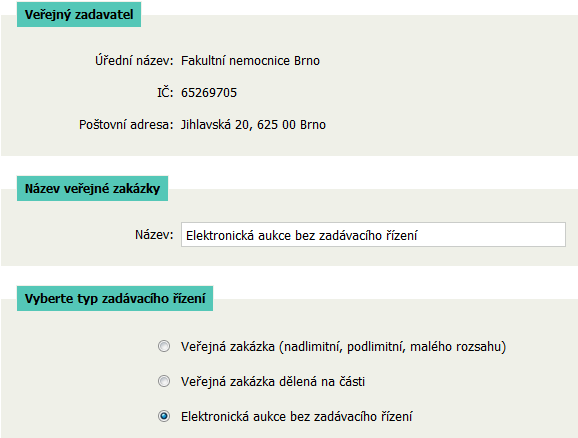 Veřejný zadavatel
Úřední název: Fakultní nemocnice Brno
IČ: 65269705
Poštovní adresa: Jihlavská 20, 625 00 Brno
Název veřejné zakázky
Název: Elektronická aukce bez zadávacího řízení
Vyberte typ zadávacího řízení
Veřejná zakázka (nadlimitní, podlimitní, malého rozsahu)
Veřejná zakázka dělená na části
Elektronická aukce bez zadávacího řízení